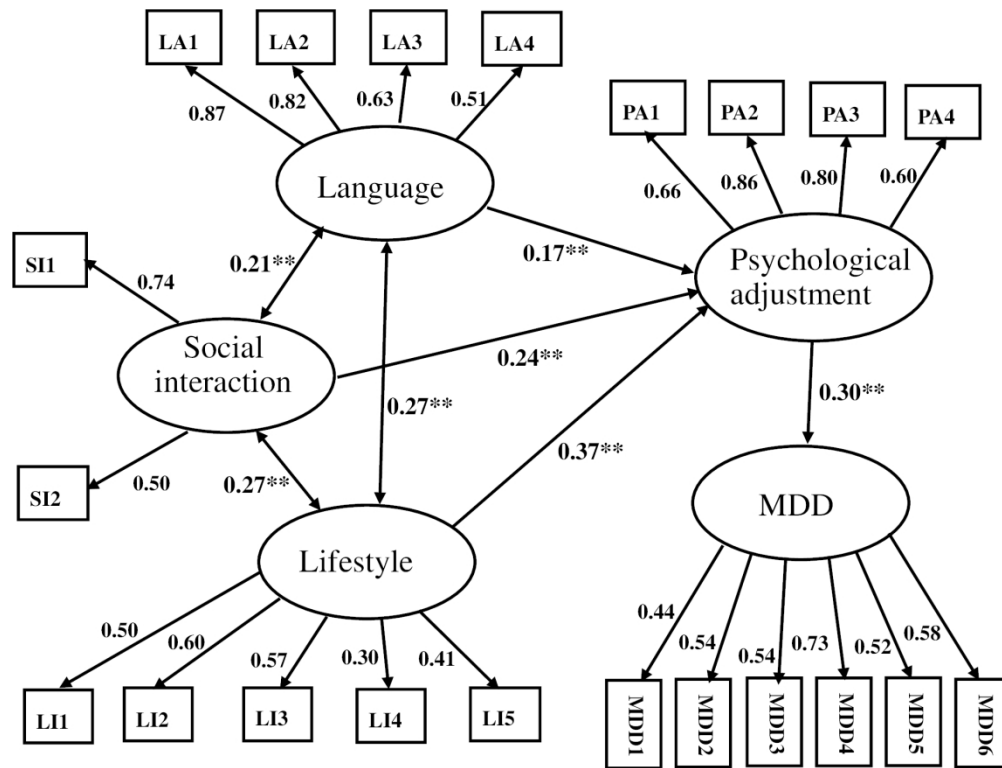 LA1
LA2
LA3
LA4
0.87
0.82
0.63
0.51
Language
PA1
PA2
PA3
PA4
0.66
0.86
0.80
0.60
Psychological
adjustment
SI1
0.74
0.21**
0.17**
Social
interaction
0.24**
0.27**
0.37**
0.30**
SI2
0.50
0.27**
Lifestyle
MDD
0.50
0.60
0.57
0.30
0.41
LI1
LI2
LI3
LI4
LI5
0.44
0.54
0.54
0.73
0.52
0.58
MDD1
MDD2
MDD3
MDD4
MDD5
MDD6